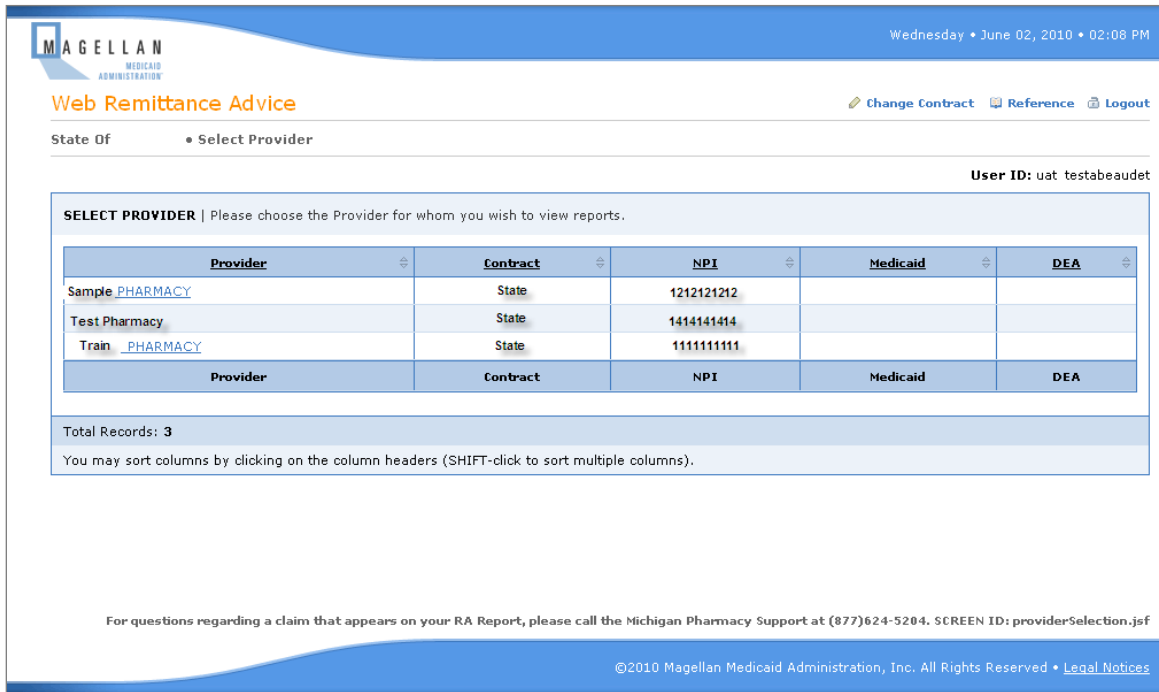 Wednesday • June 02, 2010 • 02:08 PM
MAGELLAN
MEDICAID
ADMINISTRATION
Web Remittance Advice
Change Contract Reference Logout
State Of • Select Provider
User ID: uat testabeaudet
SELECT PROVIDER | Please choose the Provider for whom you wish to view reports.
Provider Contract NPI Medicaid DEA
Sample PHARMACY State 1212121212
Test Pharmacy State 1414141414
Train PHARMACY State 1111111111
Provider Contract NPI Medicaid DEA
Total Records: 3
You may sort columns by clicking on the column headers (SHIFT-click to sort multiple columns).
For questions regarding a claim that appears on your RA Report, please call the Michigan Pharmacy Support at (877)624-5204. SCREEN ID: providerSelection.jsf
©2010 Magellan Medicaid Administration, Inc. All Rights Reserved • Legal Notices